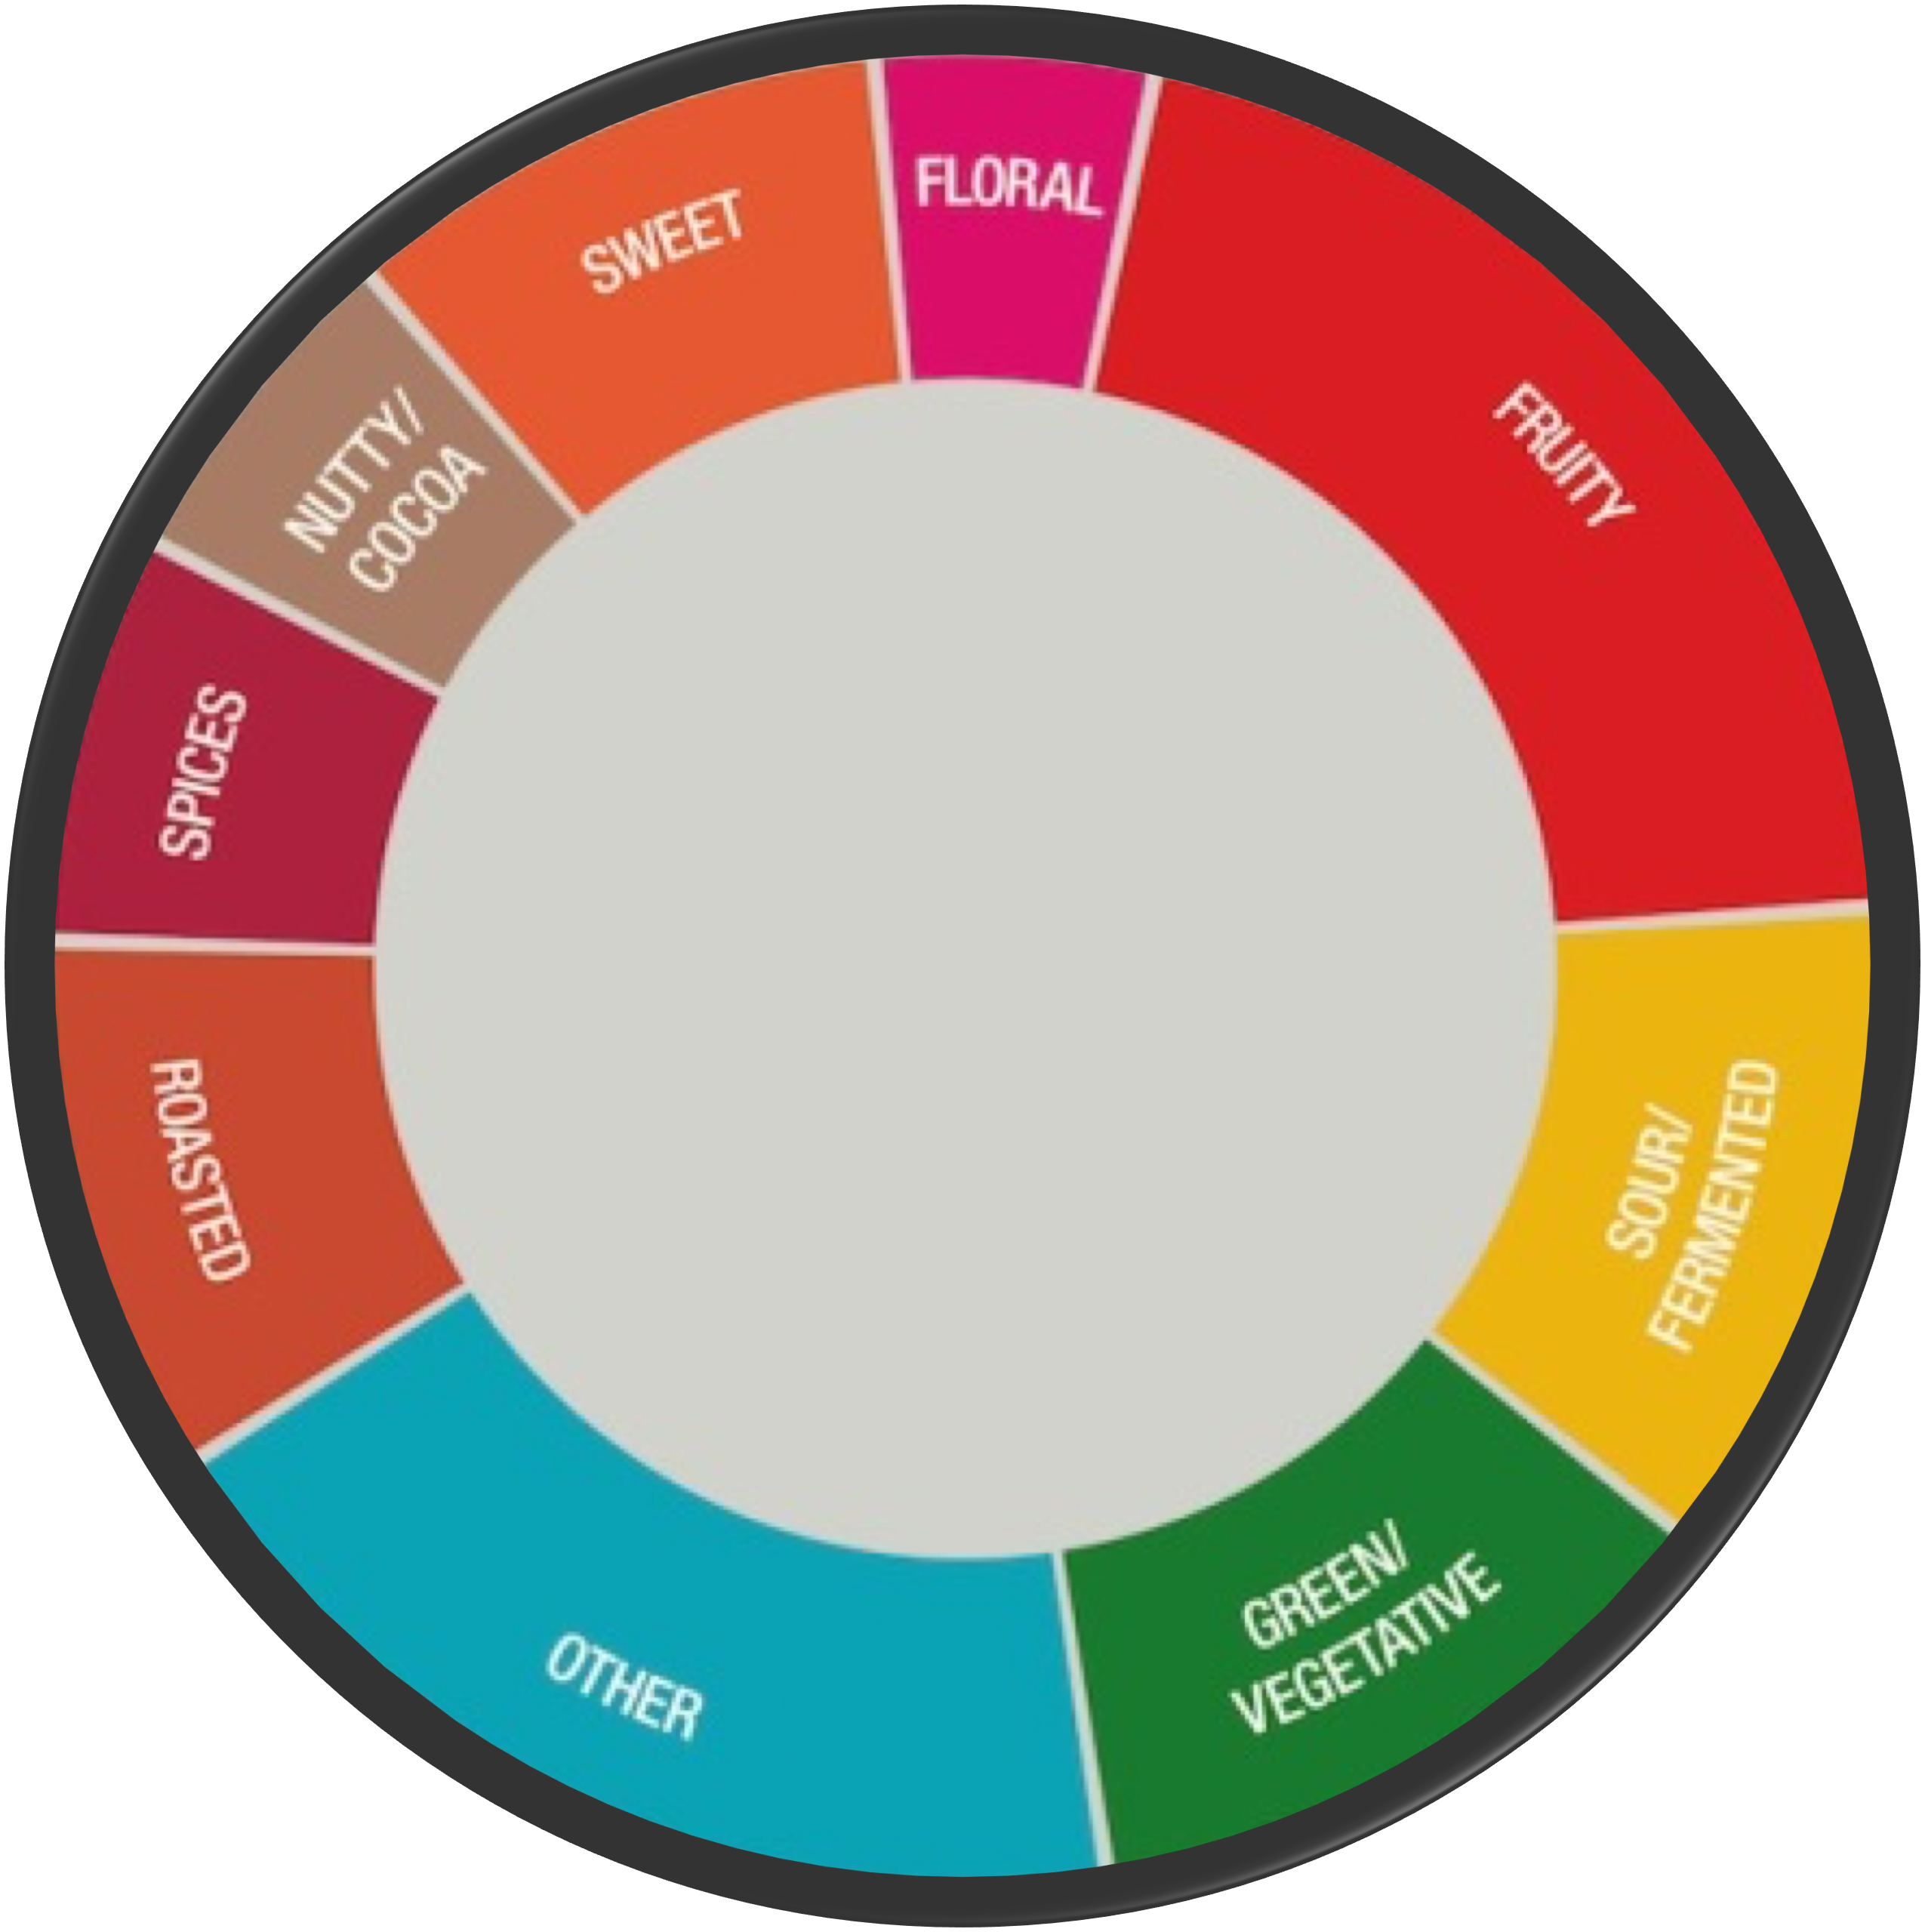 FLORAL
FRUITY
SOUR/
FERMENTED
GREEN/
VEGETATIVE
OTHER
ROASTED
SPICES
NUTTY/
COCOA
SWEET